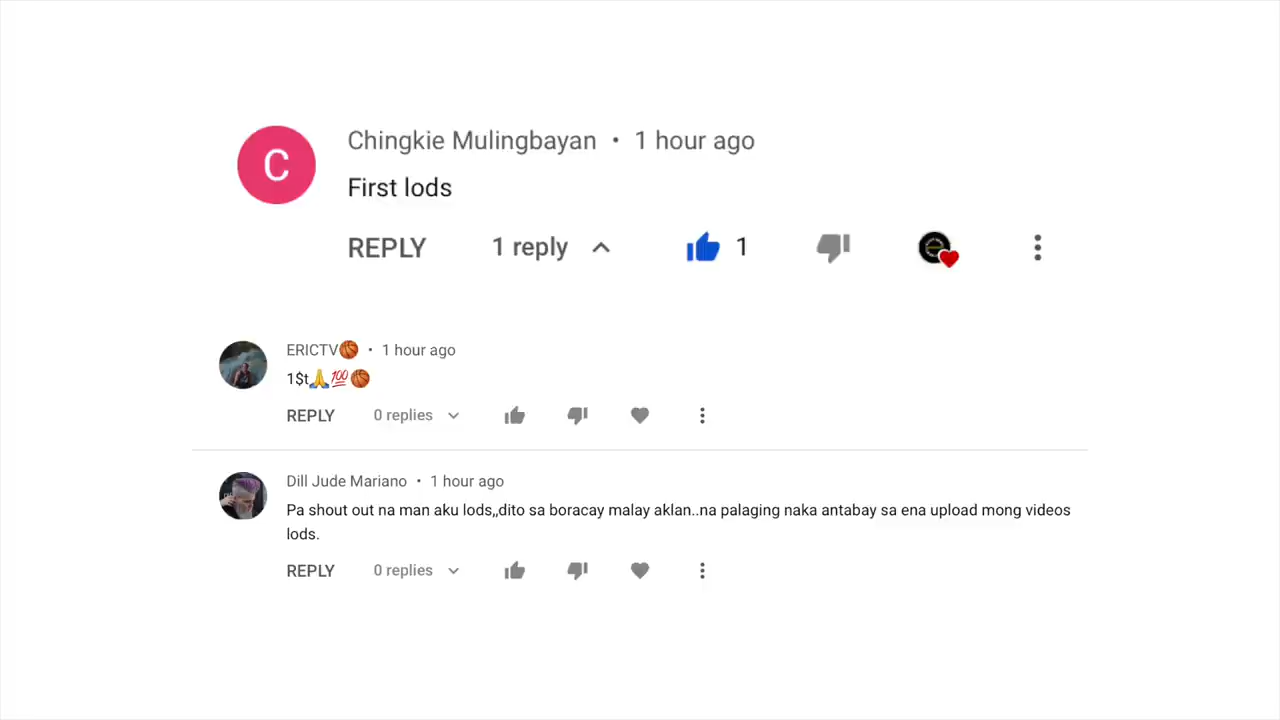 C
Chingkie Mulingbayan • 1 hour ago
First lods
REPLY 1 reply 1
ERICTV🏀 • 1 hour ago
1$t🙏💯🏀
REPLY 0 replies
Dill Jude Mariano • 1 hour ago
Pa shout out na man aku lods,,dito sa boracay malay aklan..na palaging naka antabay sa ena upload mong videos
lods.
REPLY 0 replies